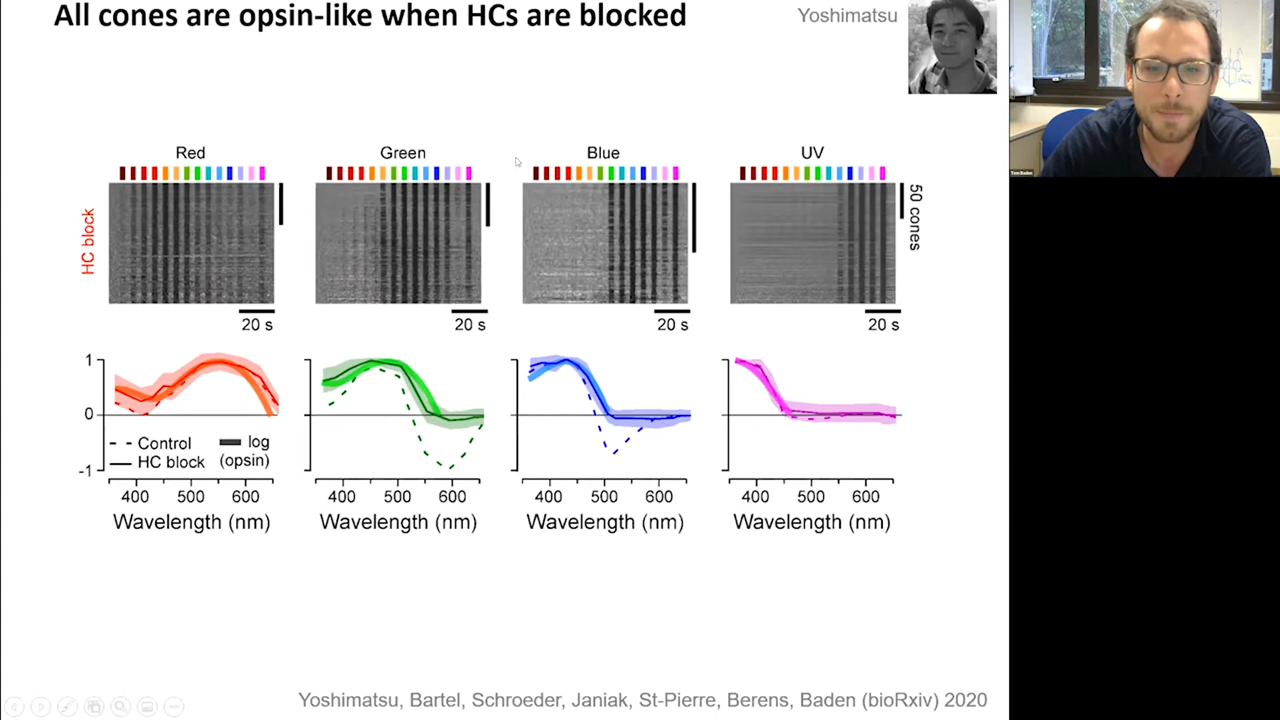 All cones are opsin-like when HCs are blocked
Yoshimatsu
Tom Baden
Red
Green
Blue
UV
HC block
50 cones
20 s
20 s
20 s
20 s
1
0
-1
Control
HC block
log
(opsin)
400 500 600
400 500 600
400 500 600
400 500 600
Wavelength (nm)
Wavelength (nm)
Wavelength (nm)
Wavelength (nm)
Yoshimatsu, Bartel, Schroeder, Janiak, St-Pierre, Berens, Baden (bioRxiv) 2020